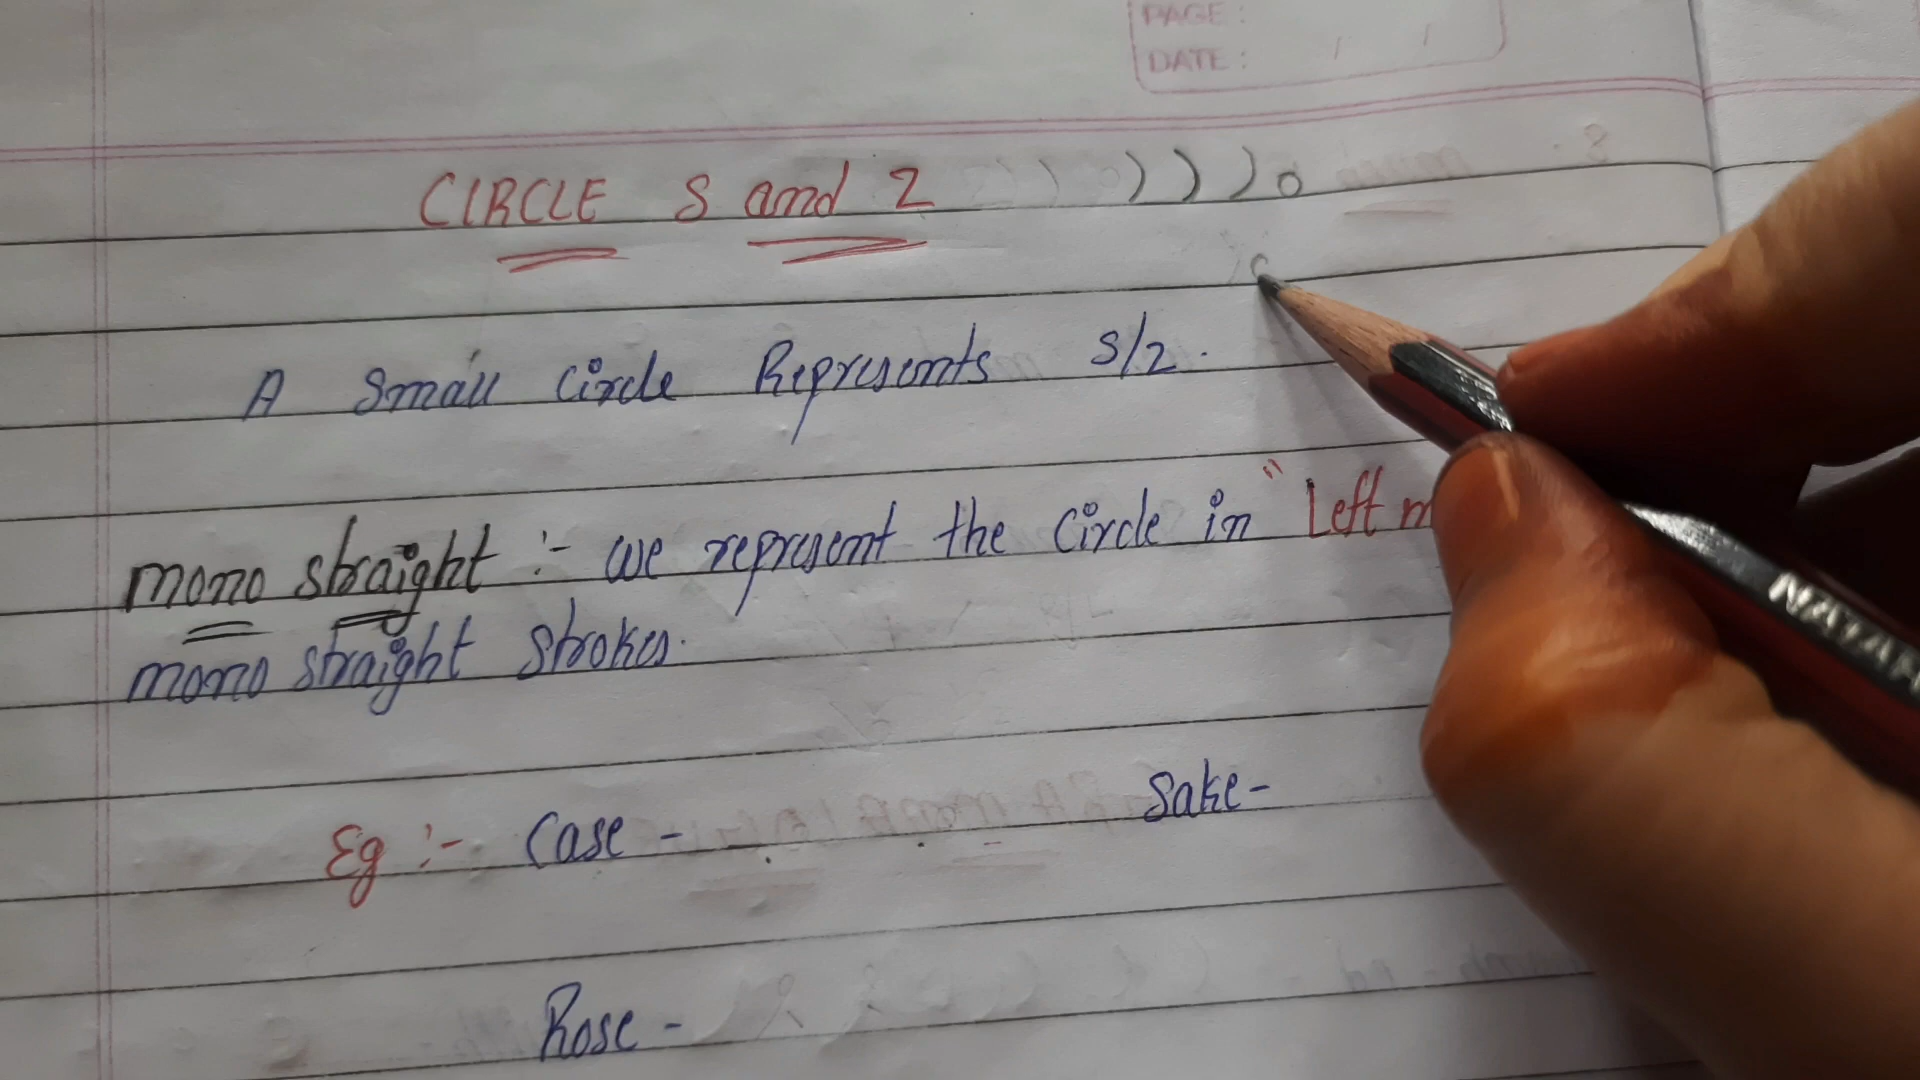 PAGE :
DATE : / /
CIRCLE S and Z
A small circle Represents S/Z.
mono straight :- we represent the circle in "Left m
mono straight strokes.
Eg :- Case - Sake -
Rose -
NATARA